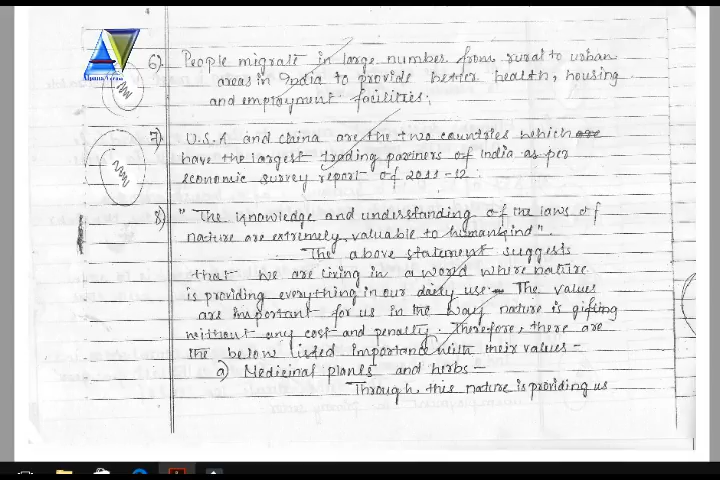 6) People migrate in large number from rural to urban
areas in India to provide better health, housing
and employment facilities.
7) U.S.A and china are the two countries which are
have the largest trading partners of India as per
economic survey report of 2011-12.
8) "The knowledge and understanding of the laws of
nature are extremely valuable to humankind".
The above statement suggests
that we are living in a world where nature
is providing everything in our daily use. The values
are important for us in the way nature is gifting
without any cost and penalty. Therefore, there are
the below listed importance with their values -
a) Medicinal plants and herbs -
Through this nature is providing us